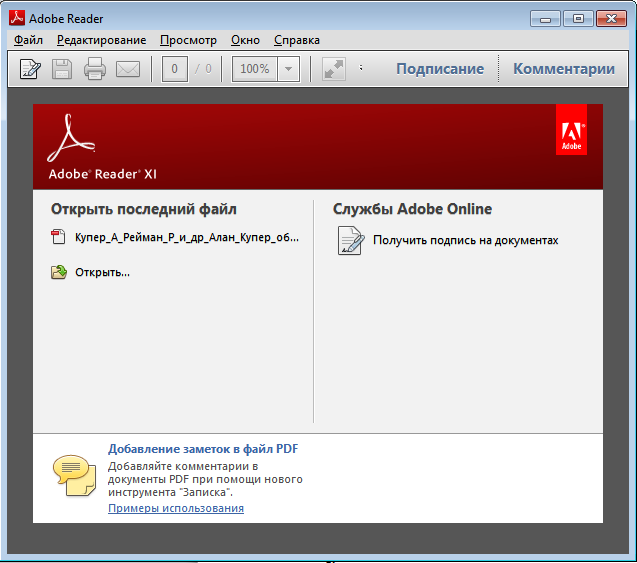 Adobe Reader
Файл Редактирование Просмотр Окно Справка
0 / 0 100% Подписание Комментарии
Adobe® Reader® XI
Adobe
Открыть последний файл
Купер_А_Рейман_Р_и_др_Алан_Купер_об...
Открыть...
Службы Adobe Online
Получить подпись на документах
Добавление заметок в файл PDF
Добавляйте комментарии в
документы PDF при помощи нового
инструмента "Записка".
Примеры использования